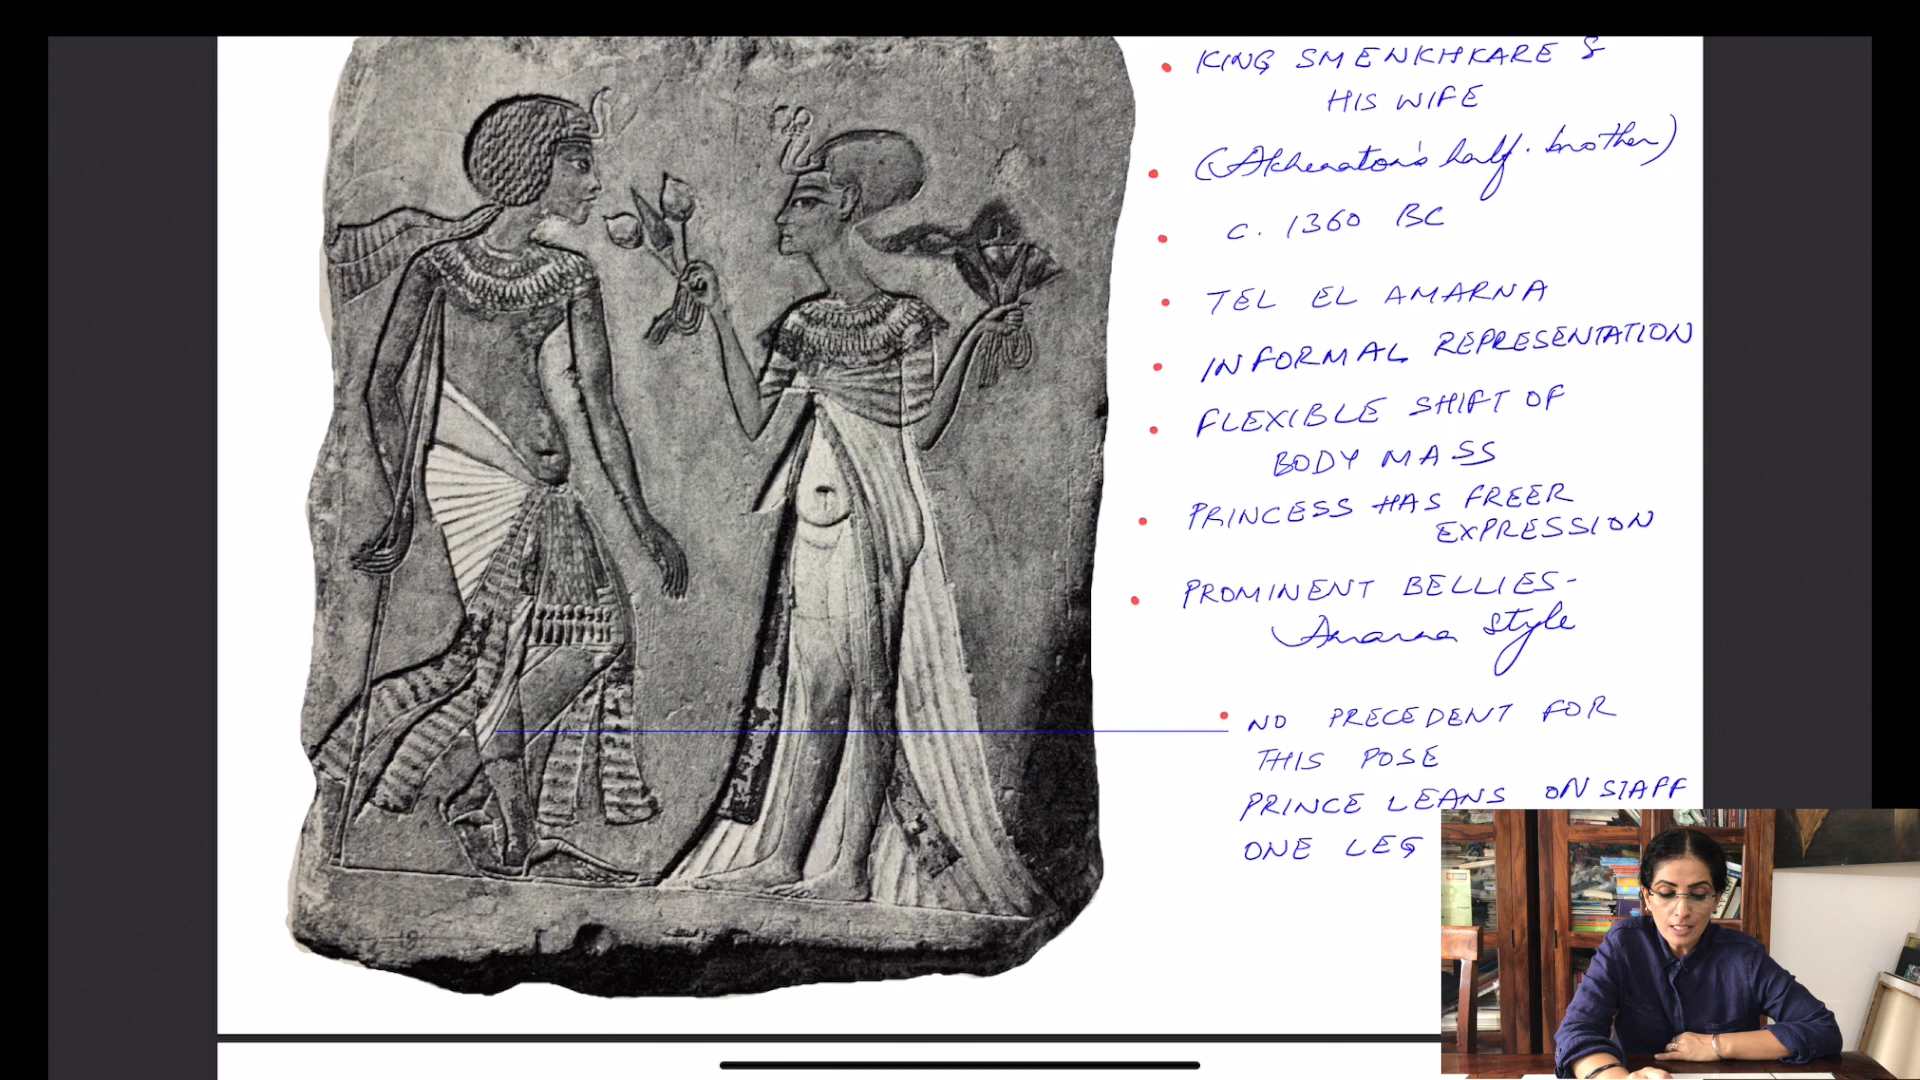 KING SMENKHKARE &
HIS WIFE
(Akhenaton's half-brother)
c. 1360 BC
TEL EL AMARNA
INFORMAL REPRESENTATION
FLEXIBLE SHIFT OF
BODY MASS
PRINCESS HAS FREER
EXPRESSION
PROMINENT BELLIES-
Amarna style
NO PRECEDENT FOR
THIS POSE
PRINCE LEANS ON STAFF
ONE LEG